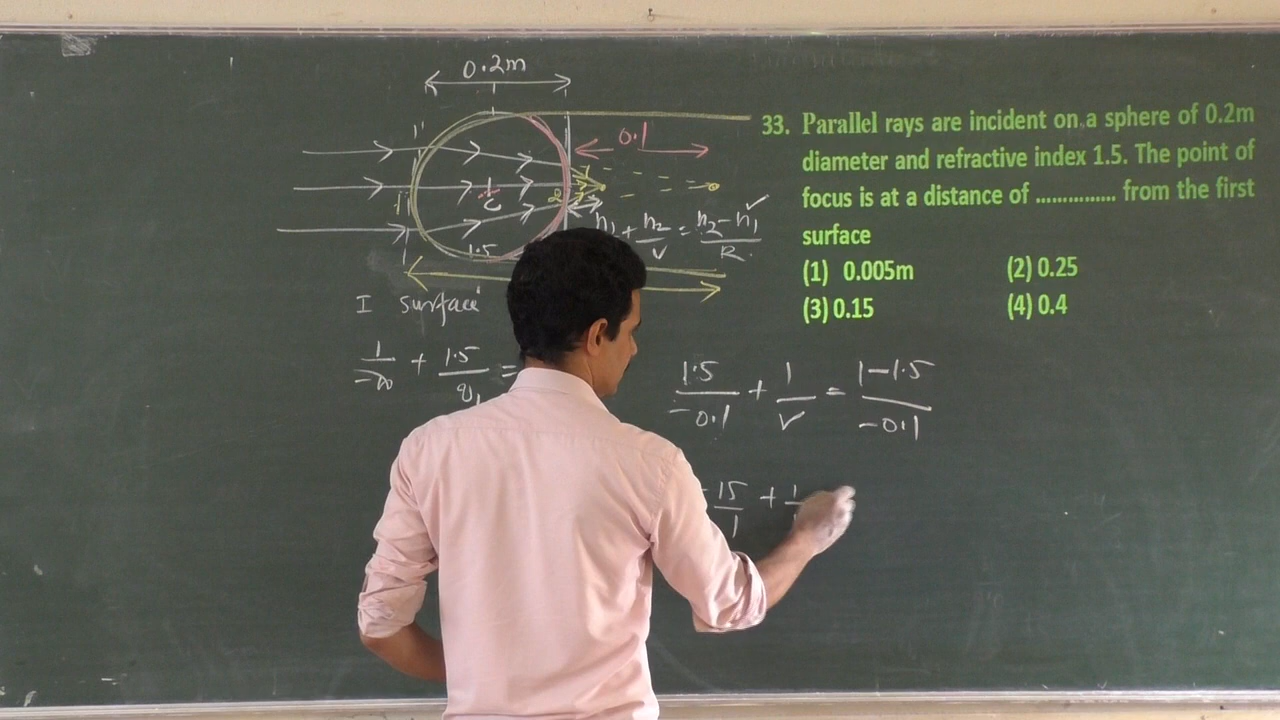 0.2m
0.1
33. Parallel rays are incident on a sphere of 0.2m
diameter and refractive index 1.5. The point of
focus is at a distance of ............... from the first
surface
(1) 0.005m (2) 0.25
(3) 0.15 (4) 0.4
C
2
1.5
n₁ + n₂/v = n₂-n₁/R
I surface
1/-∞ + 1.5/v₁ =
1.5/-0.1 + 1/v = 1-1.5/-0.1
-15/1 + 1